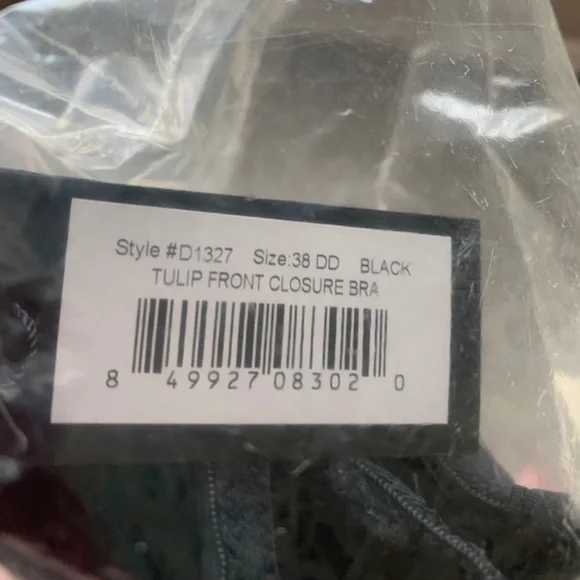 Style #D1327 Size:38 DD BLACK
TULIP FRONT CLOSURE BRA
8 49927 08302 0